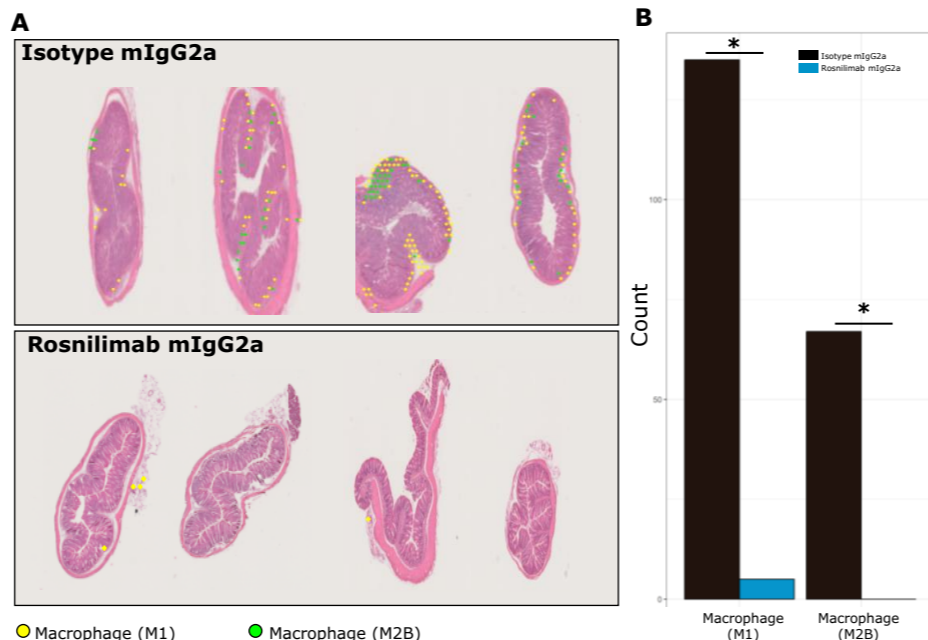 A
Isotype mIgG2a
Rosnilimab mIgG2a
Macrophage (M1)
Macrophage (M2B)
B
*
Isotype mIgG2a
Rosnilimab mIgG2a
*
100
50
0
Count
Macrophage
(M1)
Macrophage
(M2B)